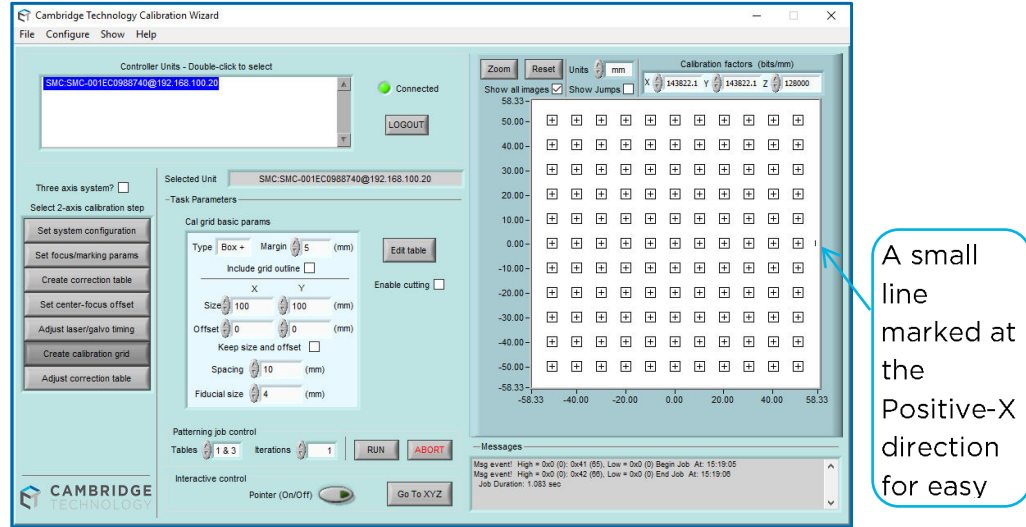 Cambridge Technology Calibration Wizard
File Configure Show Help
Controller Units - Double-click to select
SMC:SMC-001EC0988740@192.168.100.20
Connected
LOGOUT
Three axis system?
Select 2-axis calibration step
Set system configuration
Set focus/marking params
Create correction table
Set center-focus offset
Adjust laser/galvo timing
Create calibration grid
Adjust correction table
CAMBRIDGE
TECHNOLOGY
Selected Unit SMC:SMC-001EC0988740@192.168.100.20
Task Parameters
Cal grid basic params
Type Box + Margin 5 (mm)
Include grid outline
X Y
Size 100 100 (mm)
Offset 0 0 (mm)
Keep size and offset
Spacing 10 (mm)
Fiducial size 4 (mm)
Edit table
Enable cutting
Patterning job control
Tables 1 & 3 Iterations 1 RUN ABORT
Interactive control
Pointer (On/Off) Go To XYZ
Zoom Reset Units mm
Calibration factors (bits/mm)
X 143822.1 Y 143822.1 Z 128000
Show all images Show Jumps
58.33
50.00
40.00
30.00
20.00
10.00
0.00
-10.00
-20.00
-30.00
-40.00
-50.00
-58.33
-58.33 -40.00 -20.00 0.00 20.00 40.00 58.33
Messages
Msg event! High = 0x0 (0): 0x41 (65), Low = 0x0 (0) Begin Job At: 15:19:05
Msg event! High = 0x0 (0): 0x42 (66), Low = 0x0 (0) End Job At: 15:19:06
Job Duration: 1.083 sec
A small
line
marked at
the
Positive-X
direction
for easy